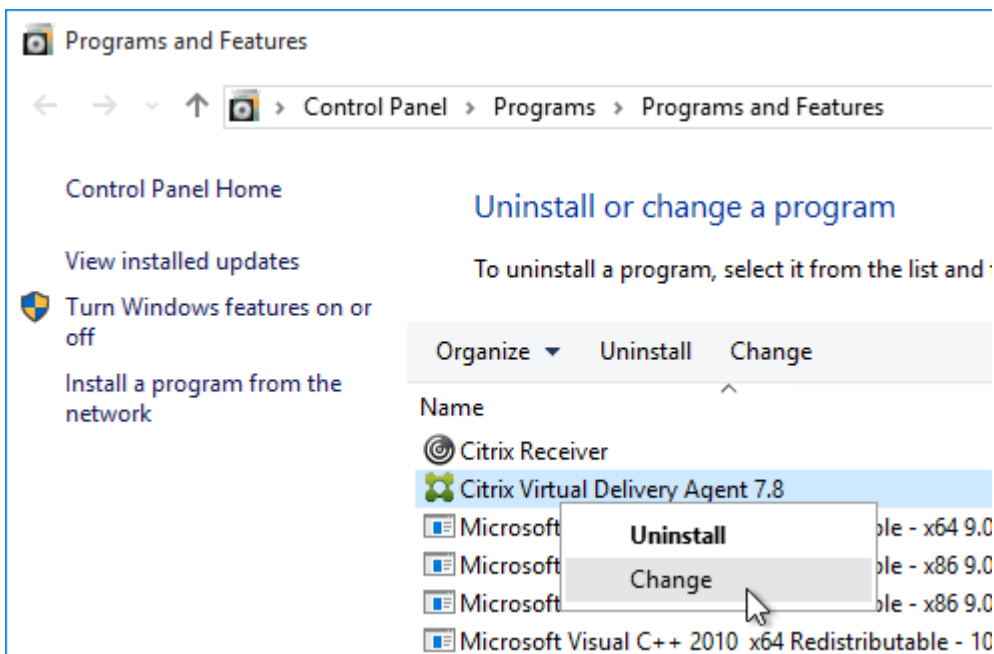 Programs and Features
Control Panel > Programs > Programs and Features
Control Panel Home
View installed updates
Turn Windows features on or
off
Install a program from the
network
Uninstall or change a program
To uninstall a program, select it from the list and
Organize Uninstall Change
Name
Citrix Receiver
Citrix Virtual Delivery Agent 7.8
Microsoft ble - x64 9.0
Uninstall
Microsoft ble - x86 9.0
Change
Microsoft ble - x86 9.0
Microsoft Visual C++ 2010 x64 Redistributable - 10